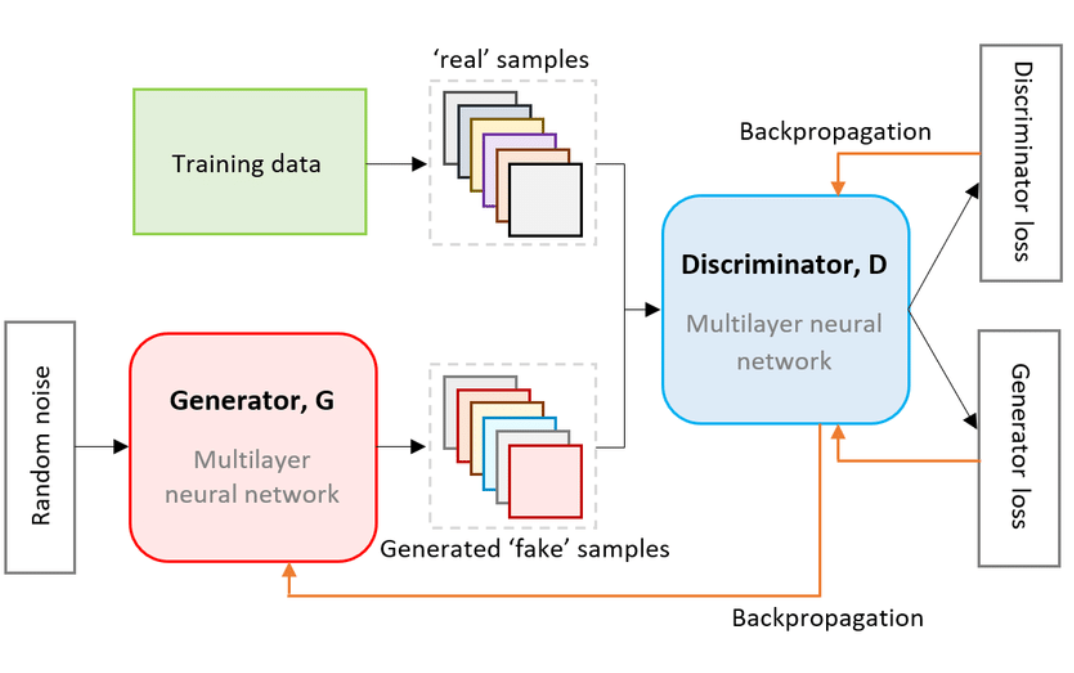 ‘real’ samples
Training data
Backpropagation
Discriminator loss
Discriminator, D
Multilayer neural
network
Random noise
Generator, G
Multilayer
neural network
Generated ‘fake’ samples
Generator loss
Backpropagation